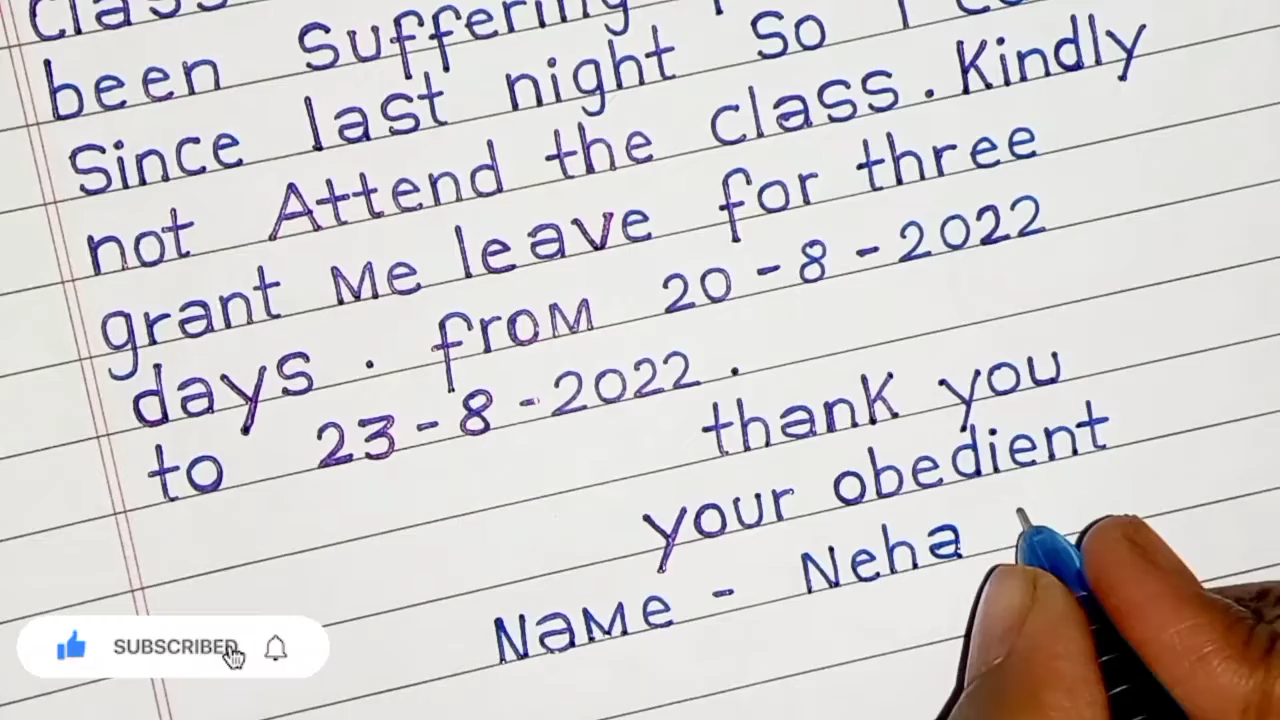 class
been suffering
Since last night So I
not Attend the class. Kindly
grant Me leave for three
days. from 20-8-2022
to 23-8-2022.
thank you
your obedient
Name - Neha
SUBSCRIBED